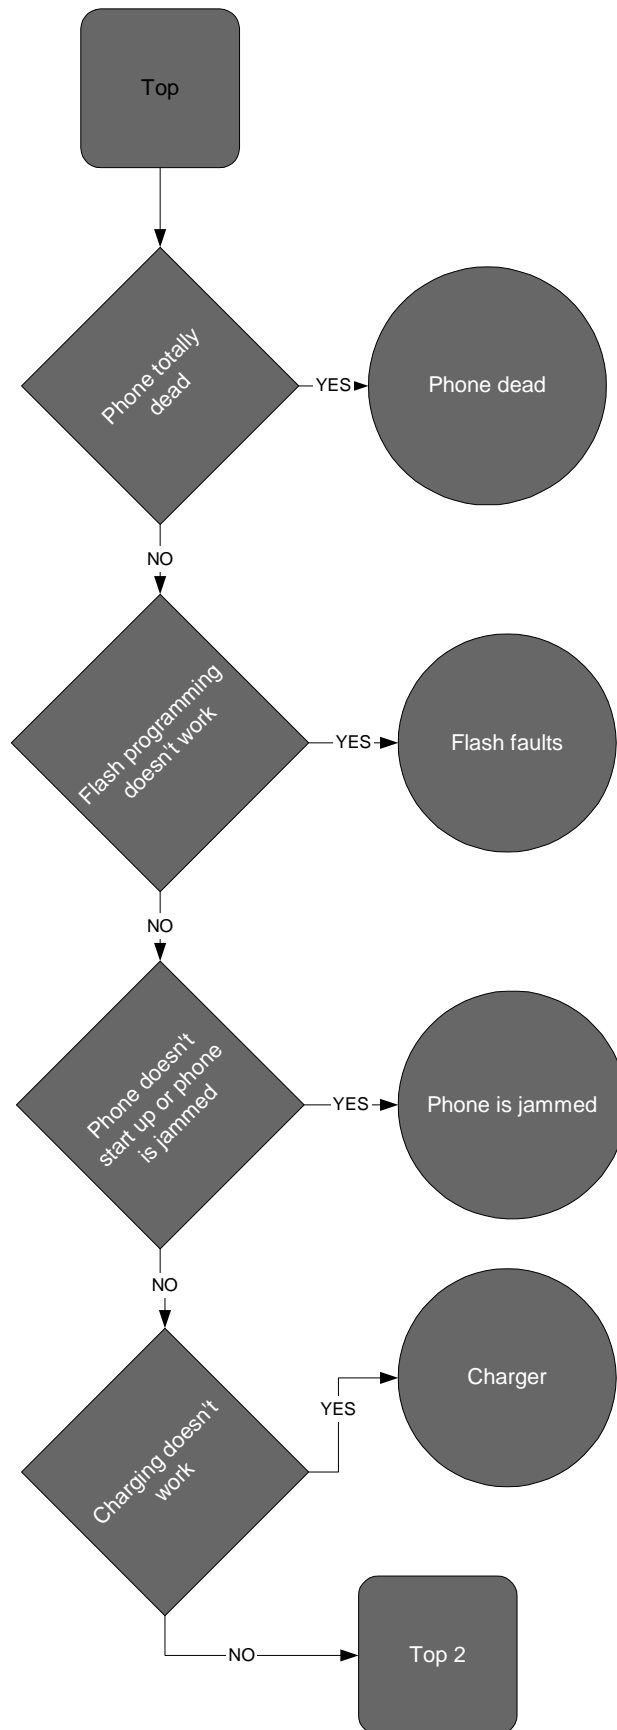 Top
Phone totally
dead
YES
Phone dead
NO
Flash programming
doesn't work
YES
Flash faults
NO
Phone doesn't
start up or phone
is jammed
YES
Phone is jammed
NO
Charging doesn't
work
YES
Charger
NO
Top 2